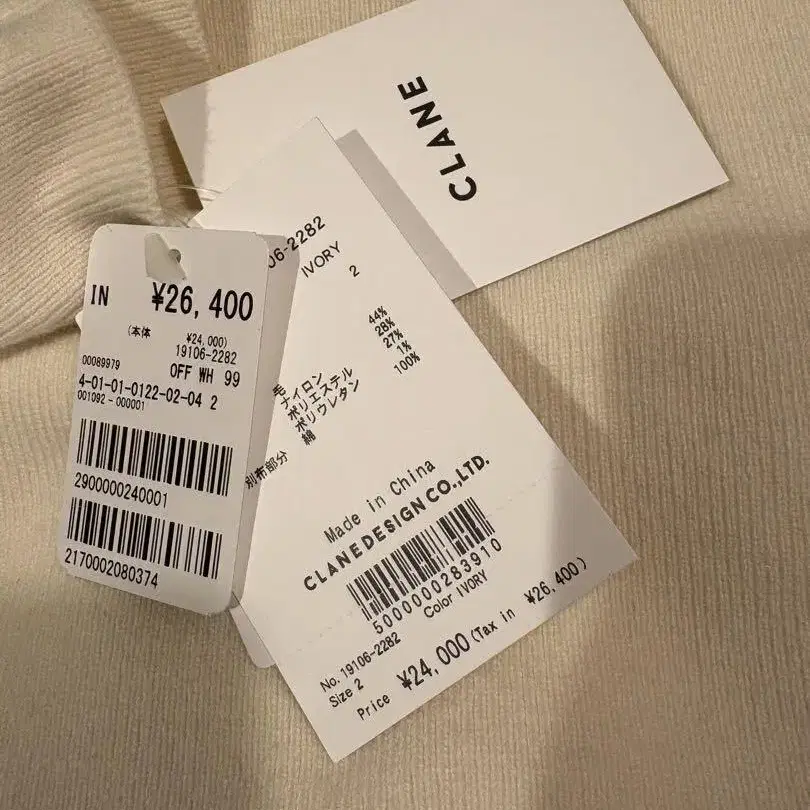 CLANE
IN ¥26,400
(本体 ¥24,000)
19106-2282
00089979
OFF WH 99
4-01-01-0122-02-04 2
001092-000001
2900000240001
2170002080374
06-2282
IVORY
2
毛 44%
ナイロン 28%
ポリエステル 27%
ポリウレタン 1%
別布部分 綿 100%
Made in China
CLANE DESIGN CO.,LTD.
5000000283910
No. 19106-2282 Color IVORY
Size 2
Price ¥24,000 (Tax in ¥26,400)